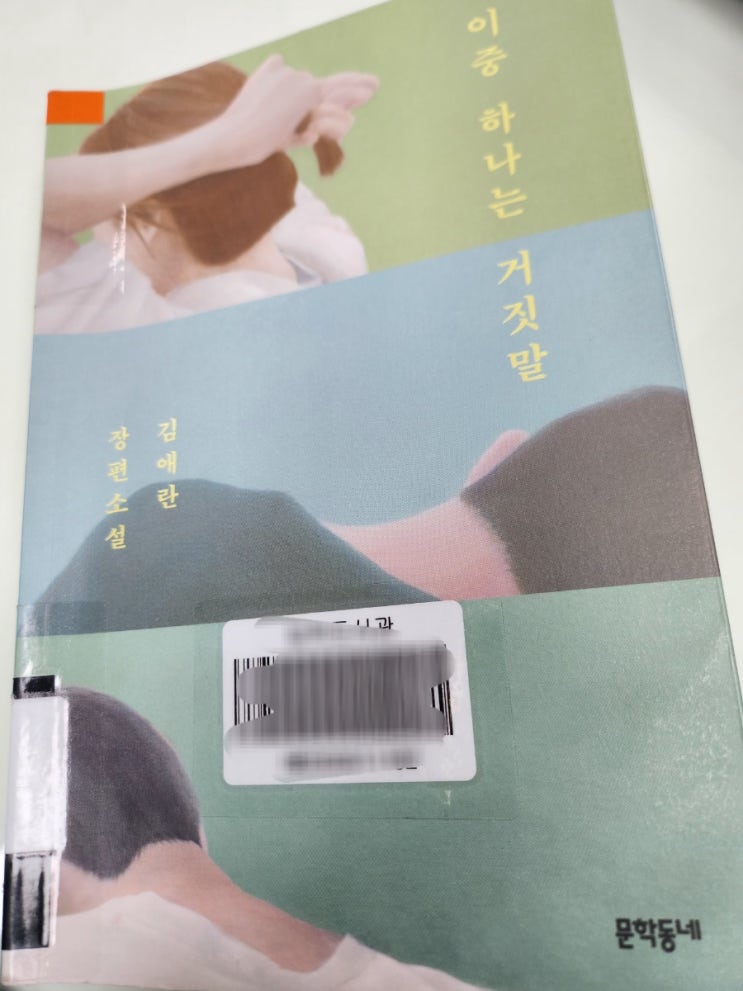 이중 하나는 거짓말
김애란
장편소설
문학동네